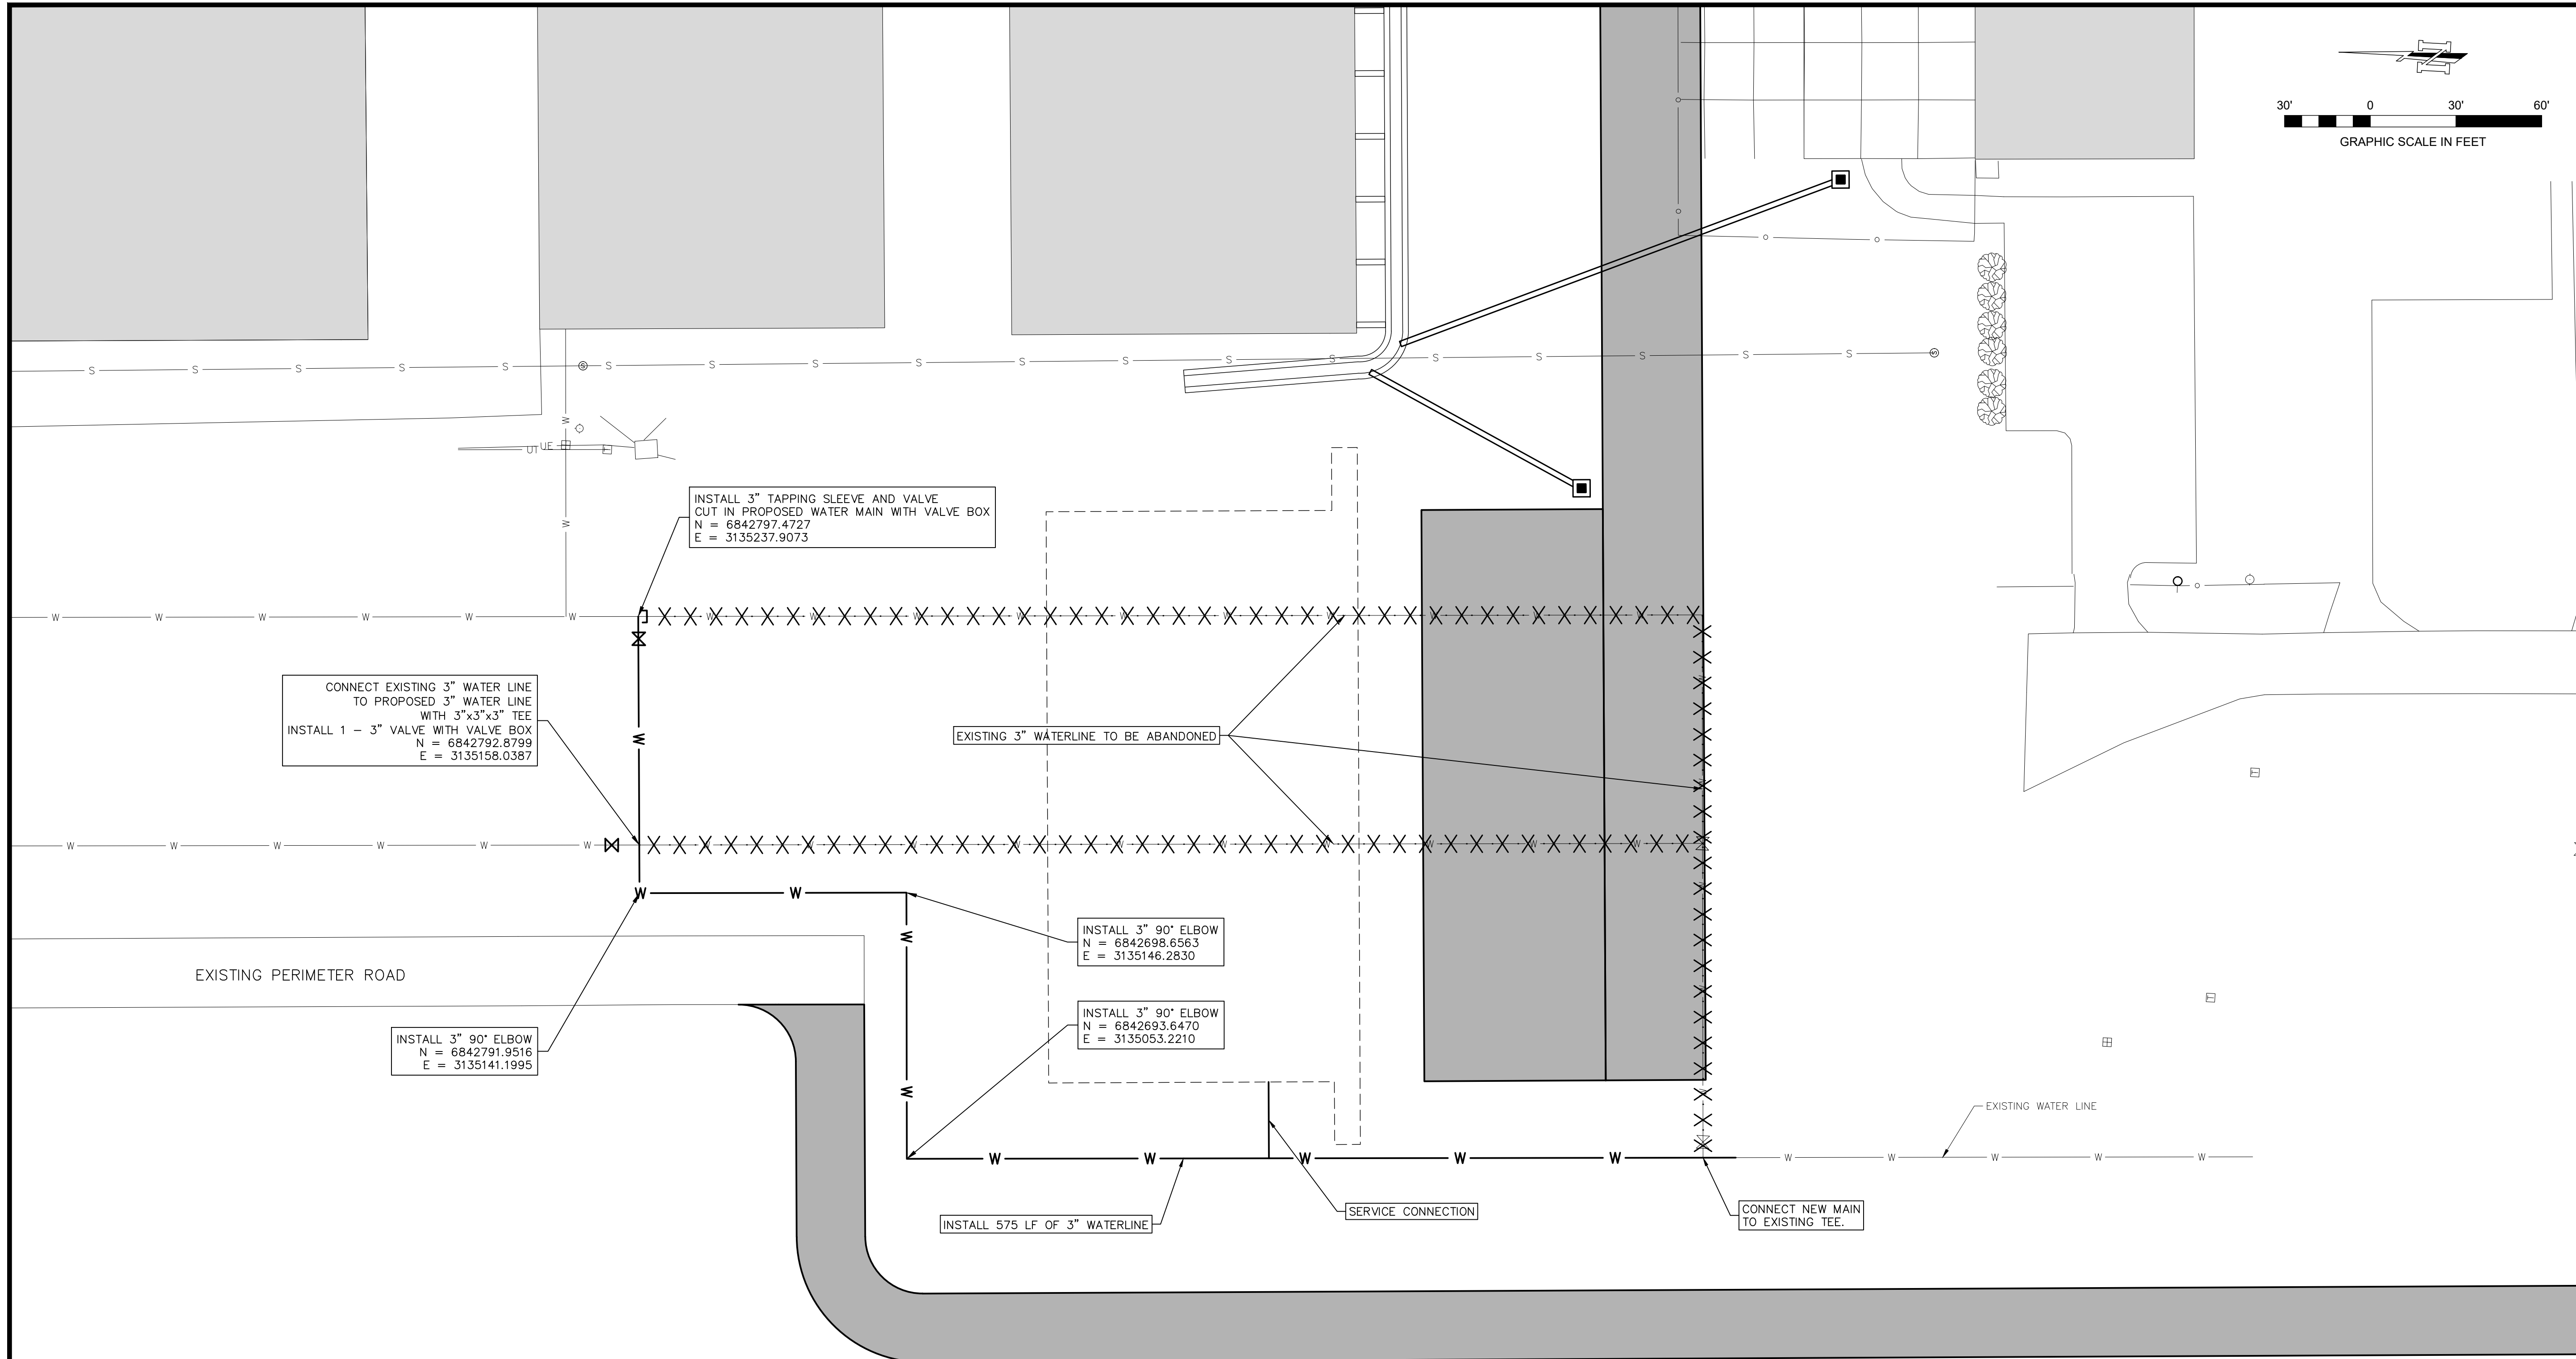 30' 0 30' 60'
GRAPHIC SCALE IN FEET
S S S S S S S S S S S S S S S S S S
W
UT UE
W
INSTALL 3" TAPPING SLEEVE AND VALVE
CUT IN PROPOSED WATER MAIN WITH VALVE BOX
N = 6842797.4727
E = 3135237.9073
W W W W W W
CONNECT EXISTING 3" WATER LINE
TO PROPOSED 3" WATER LINE
WITH 3"x3"x3" TEE
INSTALL 1 - 3" VALVE WITH VALVE BOX
N = 6842792.8799
E = 3135158.0387
W
EXISTING 3" WATERLINE TO BE ABANDONED
W W W W W W
W W
INSTALL 3" 90° ELBOW
N = 6842698.6563
E = 3135146.2830
W
EXISTING PERIMETER ROAD
INSTALL 3" 90° ELBOW
N = 6842693.6470
E = 3135053.2210
INSTALL 3" 90° ELBOW
N = 6842791.9516
E = 3135141.1995
W
EXISTING WATER LINE
W W W W W W W W W W
INSTALL 575 LF OF 3" WATERLINE
SERVICE CONNECTION
CONNECT NEW MAIN
TO EXISTING TEE.